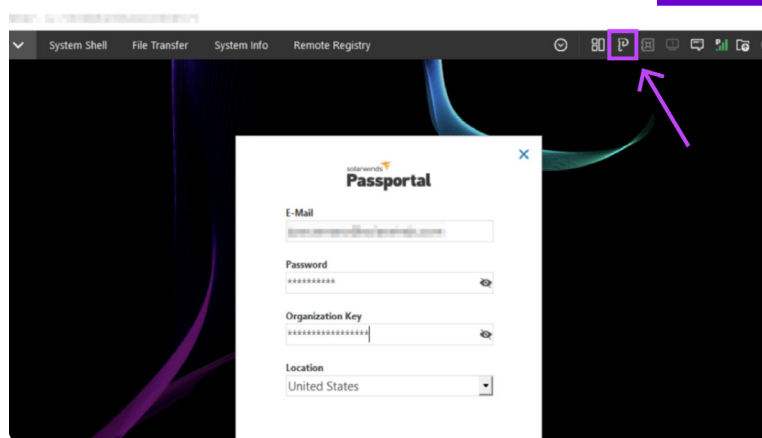 System Shell File Transfer System Info Remote Registry
solarwinds
Passportal
E-Mail
Password
**********
Organization Key
*****************
Location
United States